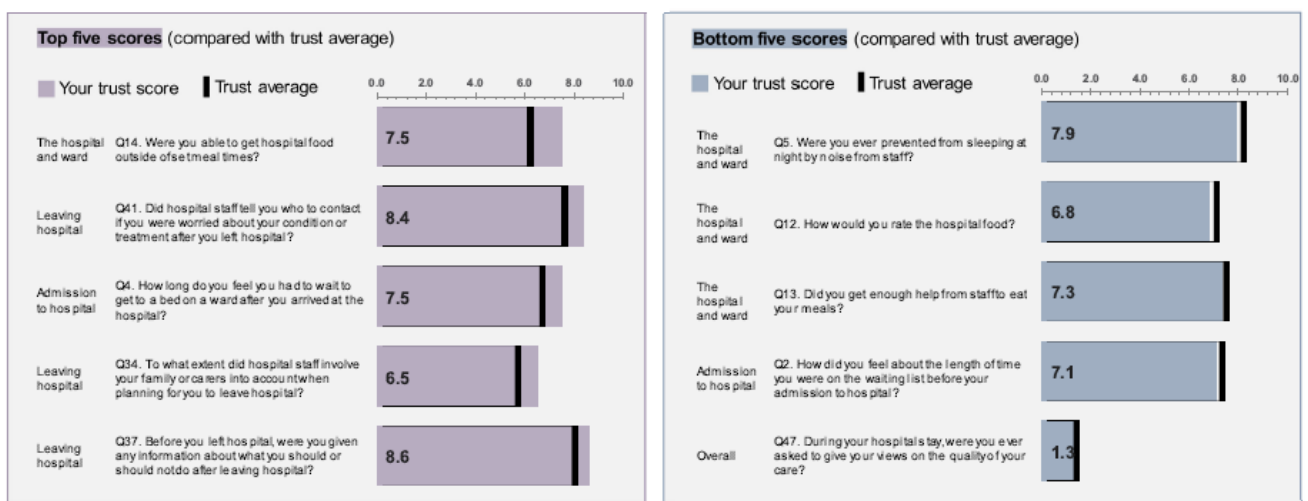 Top five scores (compared with trust average)
Your trust score
Trust average
0.0 2.0 4.0 6.0 8.0 10.0
The hospital
and ward
Q14. Were you able to get hospital food
outside of set meal times?
7.5
Leaving
hospital
Q41. Did hospital staff tell you who to contact
if you were worried about your condition or
treatment after you left hospital?
8.4
Admission
to hospital
Q4. How long do you feel you had to wait to
get to a bed on a ward after you arrived at the
hospital?
7.5
Leaving
hospital
Q34. To what extent did hospital staff involve
your family or carers into account when
planning for you to leave hospital?
6.5
Leaving
hospital
Q37. Before you left hospital, were you given
any information about what you should or
should not do after leaving hospital?
8.6
Bottom five scores (compared with trust average)
Your trust score
Trust average
0.0 2.0 4.0 6.0 8.0 10.0
The
hospital
and ward
Q5. Were you ever prevented from sleeping at
night by noise from staff?
7.9
The
hospital
and ward
Q12. How would you rate the hospital food?
6.8
The
hospital
and ward
Q13. Did you get enough help from staff to eat
your meals?
7.3
Admission
to hospital
Q2. How did you feel about the length of time
you were on the waiting list before your
admission to hospital?
7.1
Overall
Q47. During your hospital stay, were you ever
asked to give your views on the quality of your
care?
1.3